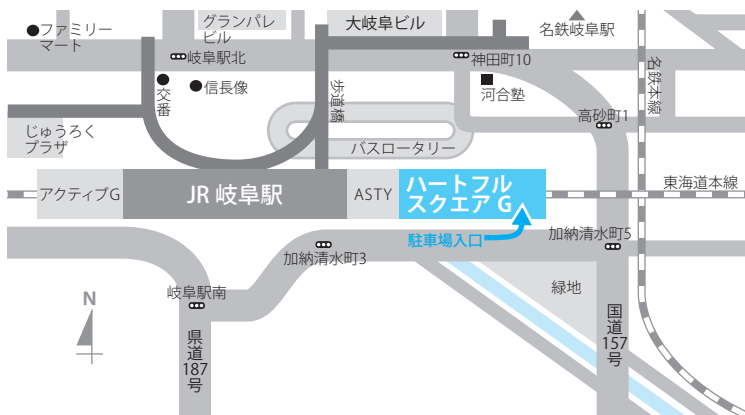 ファミリー
マート
グランパレ
ビル
大岐阜ビル
名鉄岐阜駅
岐阜駅北
神田町10
交番
信長像
歩道橋
河合塾
名鉄本線
高砂町1
じゅうろく
プラザ
バスロータリー
アクティブG
JR 岐阜駅
ASTY
ハートフル
スクエア G
東海道本線
駐車場入口
加納清水町5
加納清水町3
岐阜駅南
緑地
N
県道
187
号
国道
157
号